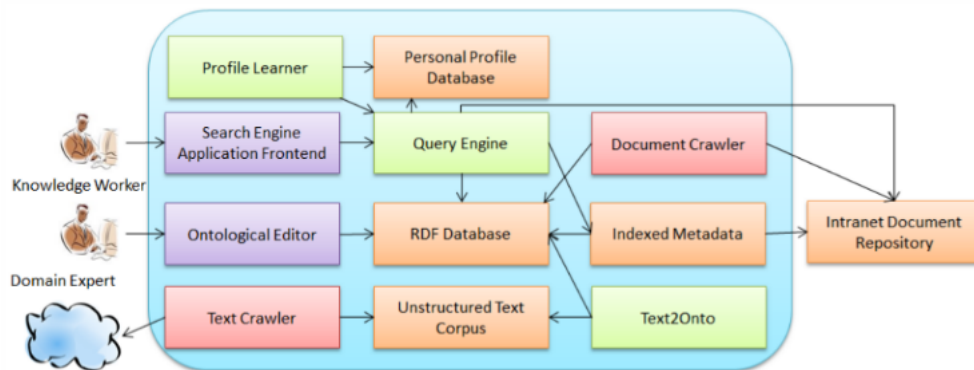 Profile Learner
Personal Profile
Database
Search Engine
Application Frontend
Query Engine
Document Crawler
Knowledge Worker
Ontological Editor
RDF Database
Indexed Metadata
Intranet Document
Repository
Domain Expert
Text Crawler
Unstructured Text
Corpus
Text2Onto